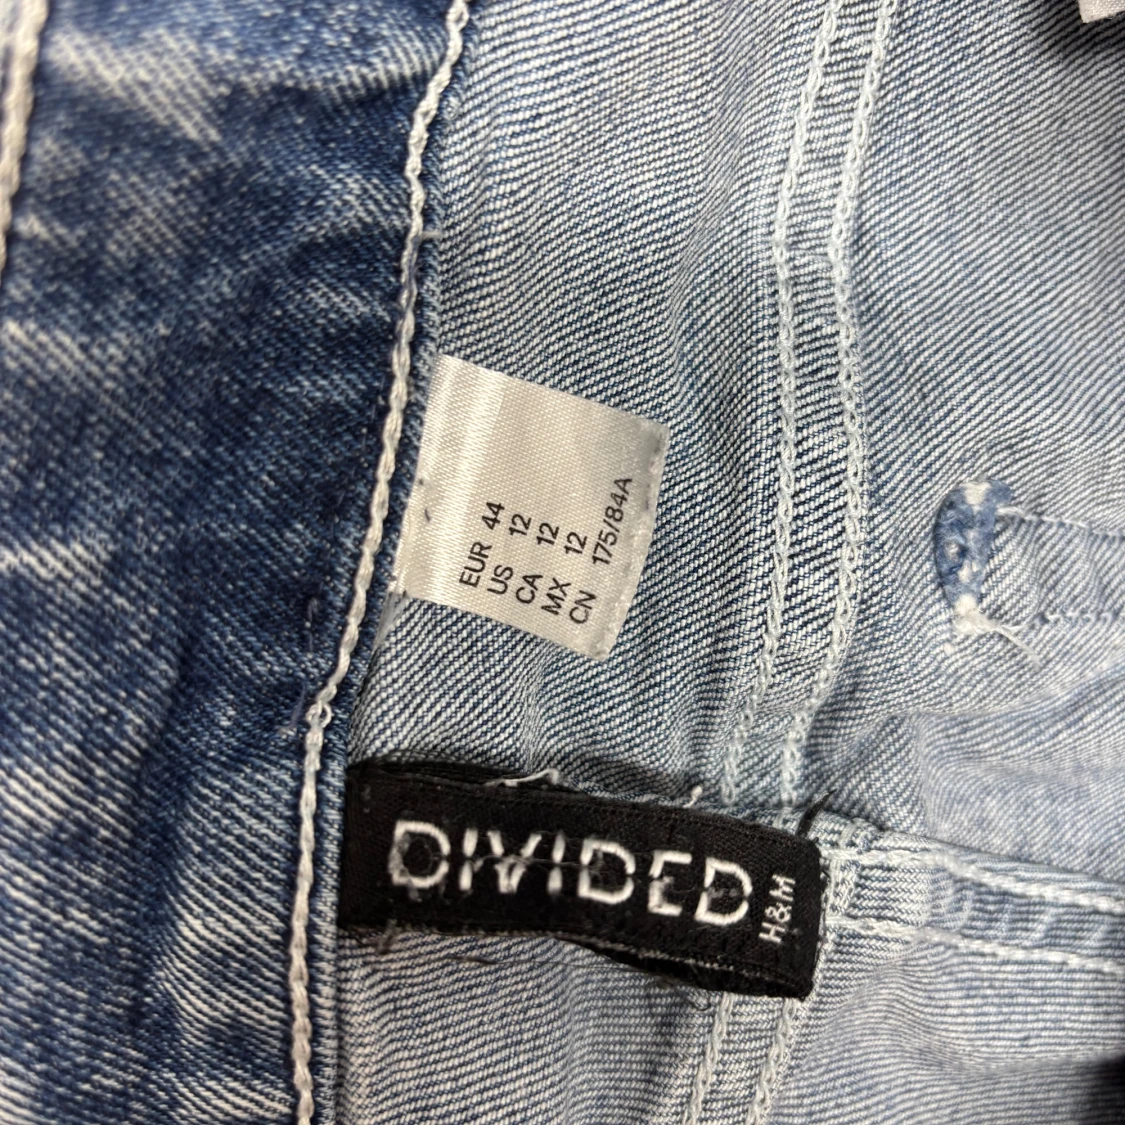 EUR 44
US 12
CA 12
MX 12
CN 175/84A
DIVIDED
H&M